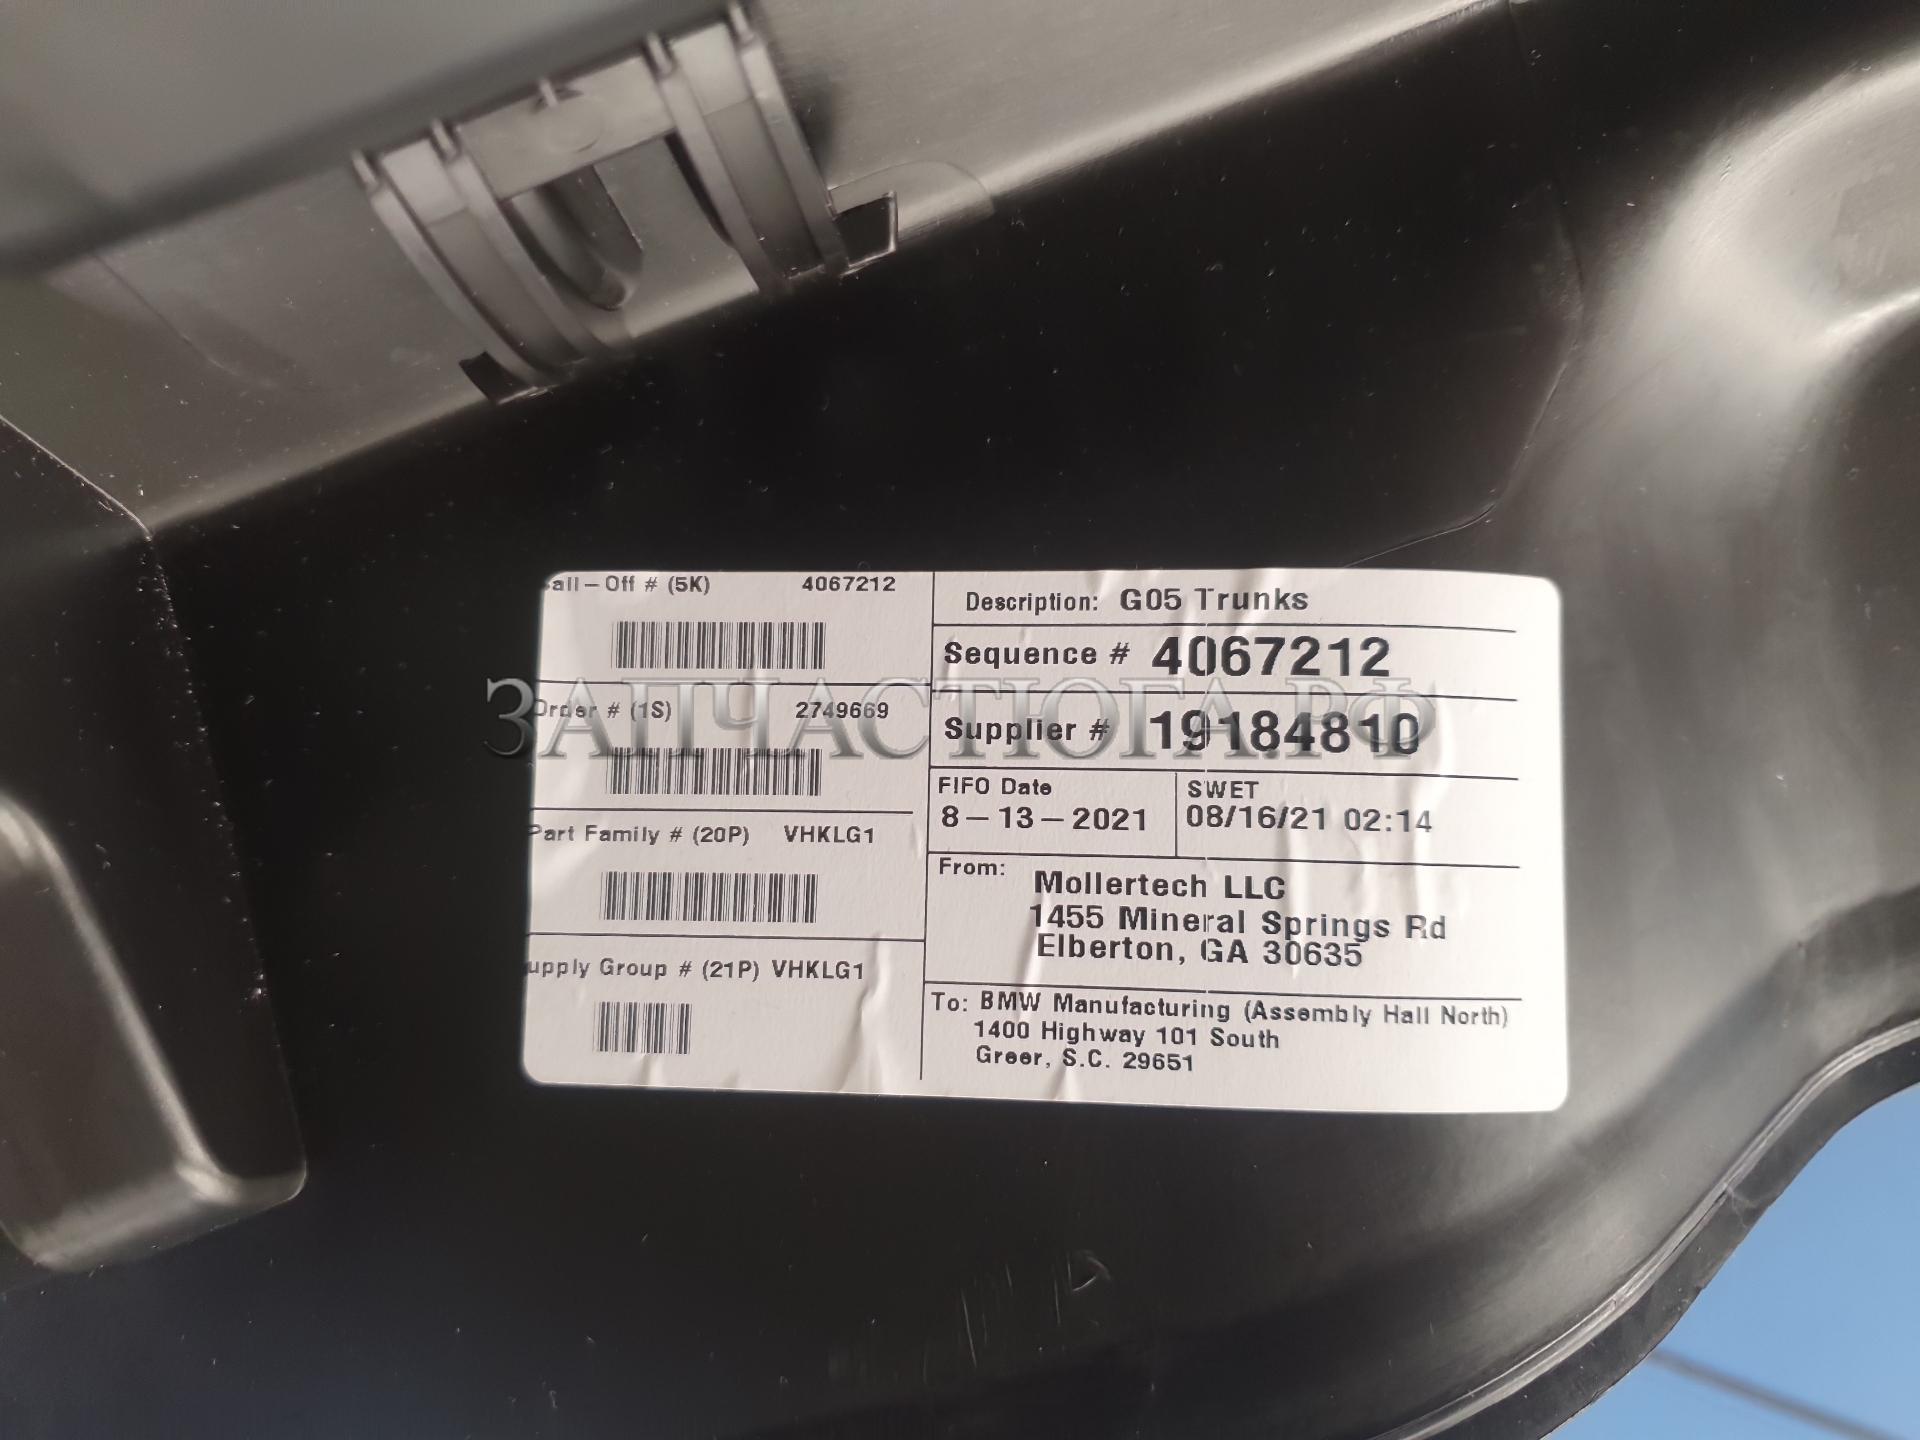 all – Off # (5K) 4067212
Order # (1S) 2749669
Part Family # (20P) VHKLG1
upply Group # (21P) VHKLG1
Description: G05 Trunks
Sequence # 4067212
Supplier # 19184810
FIFO Date
8 – 13 – 2021
SWET
08/16/21 02:14
From: Mollertech LLC
1455 Mineral Springs Rd
Elberton, GA 30635
To: BMW Manufacturing (Assembly Hall North)
1400 Highway 101 South
Greer, S.C. 29651
ЗАПЧАСТЮГА.РФ